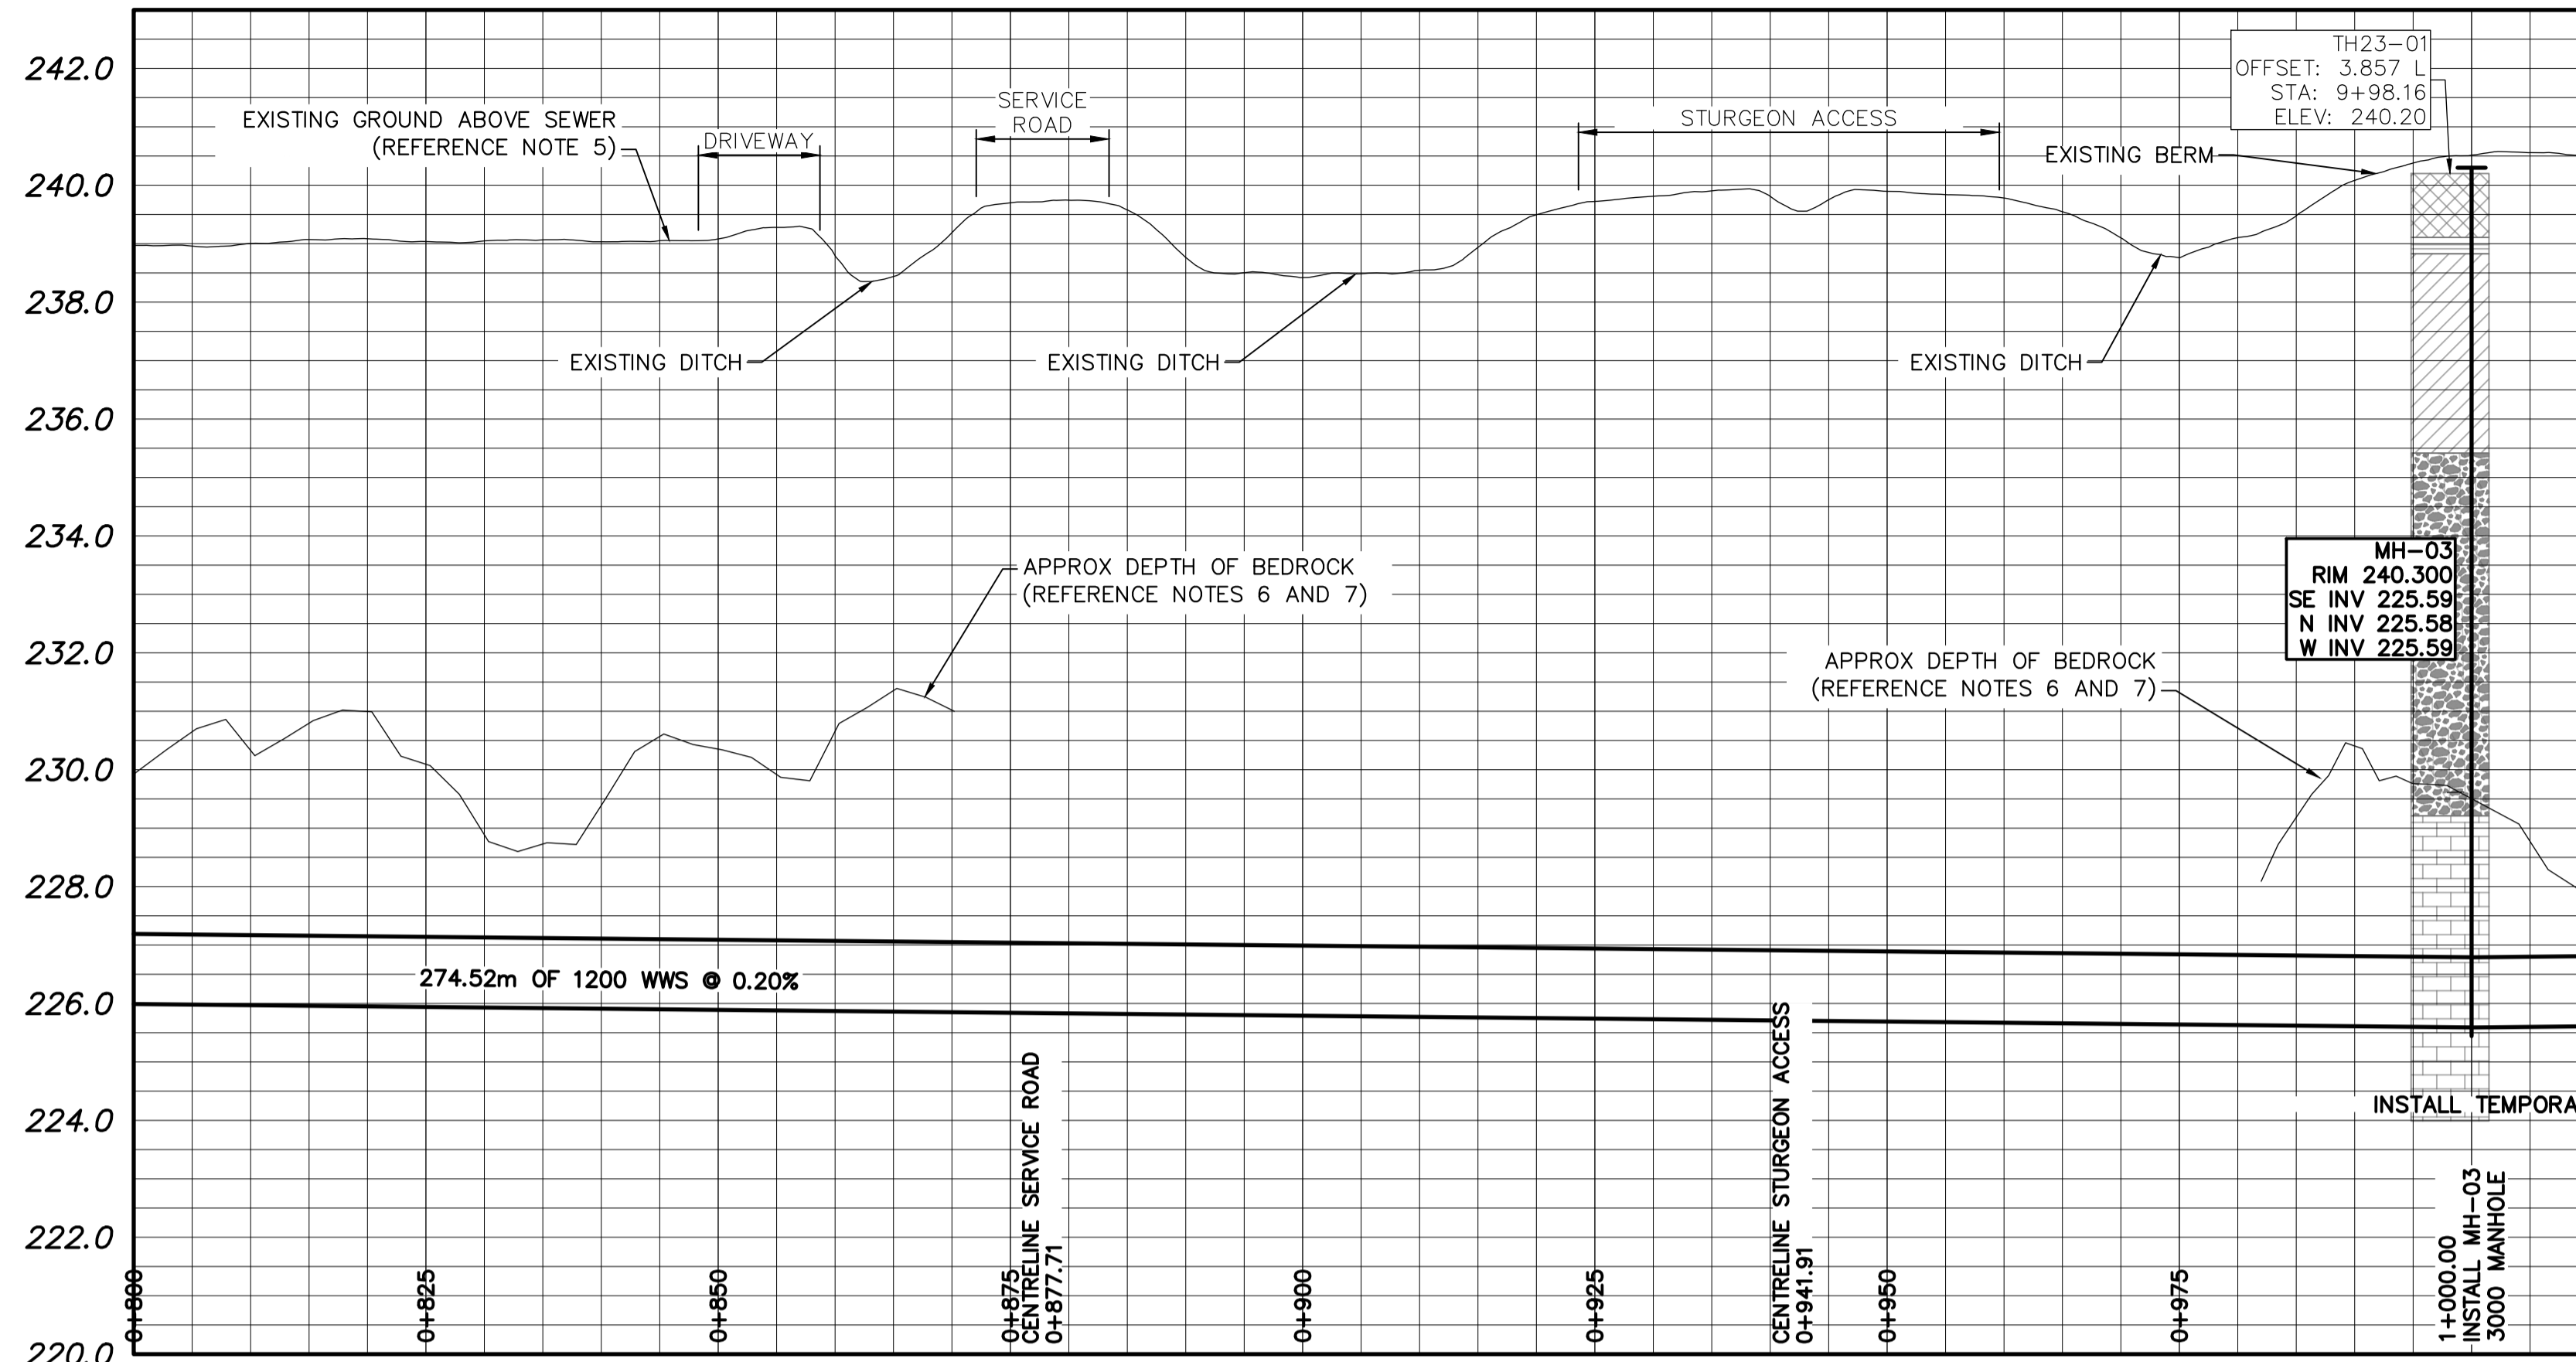 242.0
240.0
238.0
236.0
234.0
232.0
230.0
228.0
226.0
224.0
222.0
220.0
EXISTING GROUND ABOVE SEWER
(REFERENCE NOTE 5)
DRIVEWAY
SERVICE
ROAD
STURGEON ACCESS
TH23-01
OFFSET: 3.857 L
STA: 9+98.16
ELEV: 240.20
EXISTING BERM
EXISTING DITCH
EXISTING DITCH
EXISTING DITCH
APPROX DEPTH OF BEDROCK
(REFERENCE NOTES 6 AND 7)
MH-03
RIM 240.300
SE INV 225.59
N INV 225.58
W INV 225.59
APPROX DEPTH OF BEDROCK
(REFERENCE NOTES 6 AND 7)
274.52m OF 1200 WWS @ 0.20%
INSTALL TEMPORA
0+800
0+825
0+850
0+875
CENTRELINE SERVICE ROAD
0+877.71
0+900
0+925
CENTRELINE STURGEON ACCESS
0+941.91
0+950
0+975
1+000.00
INSTALL MH-03
3000 MANHOLE